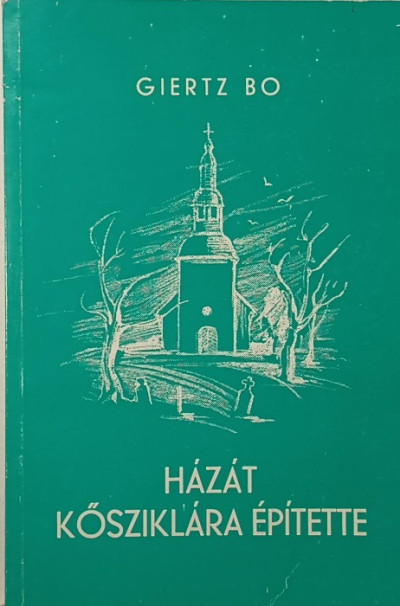 GIERTZ BO
HÁZÁT
KŐSZIKLÁRA ÉPÍTETTE